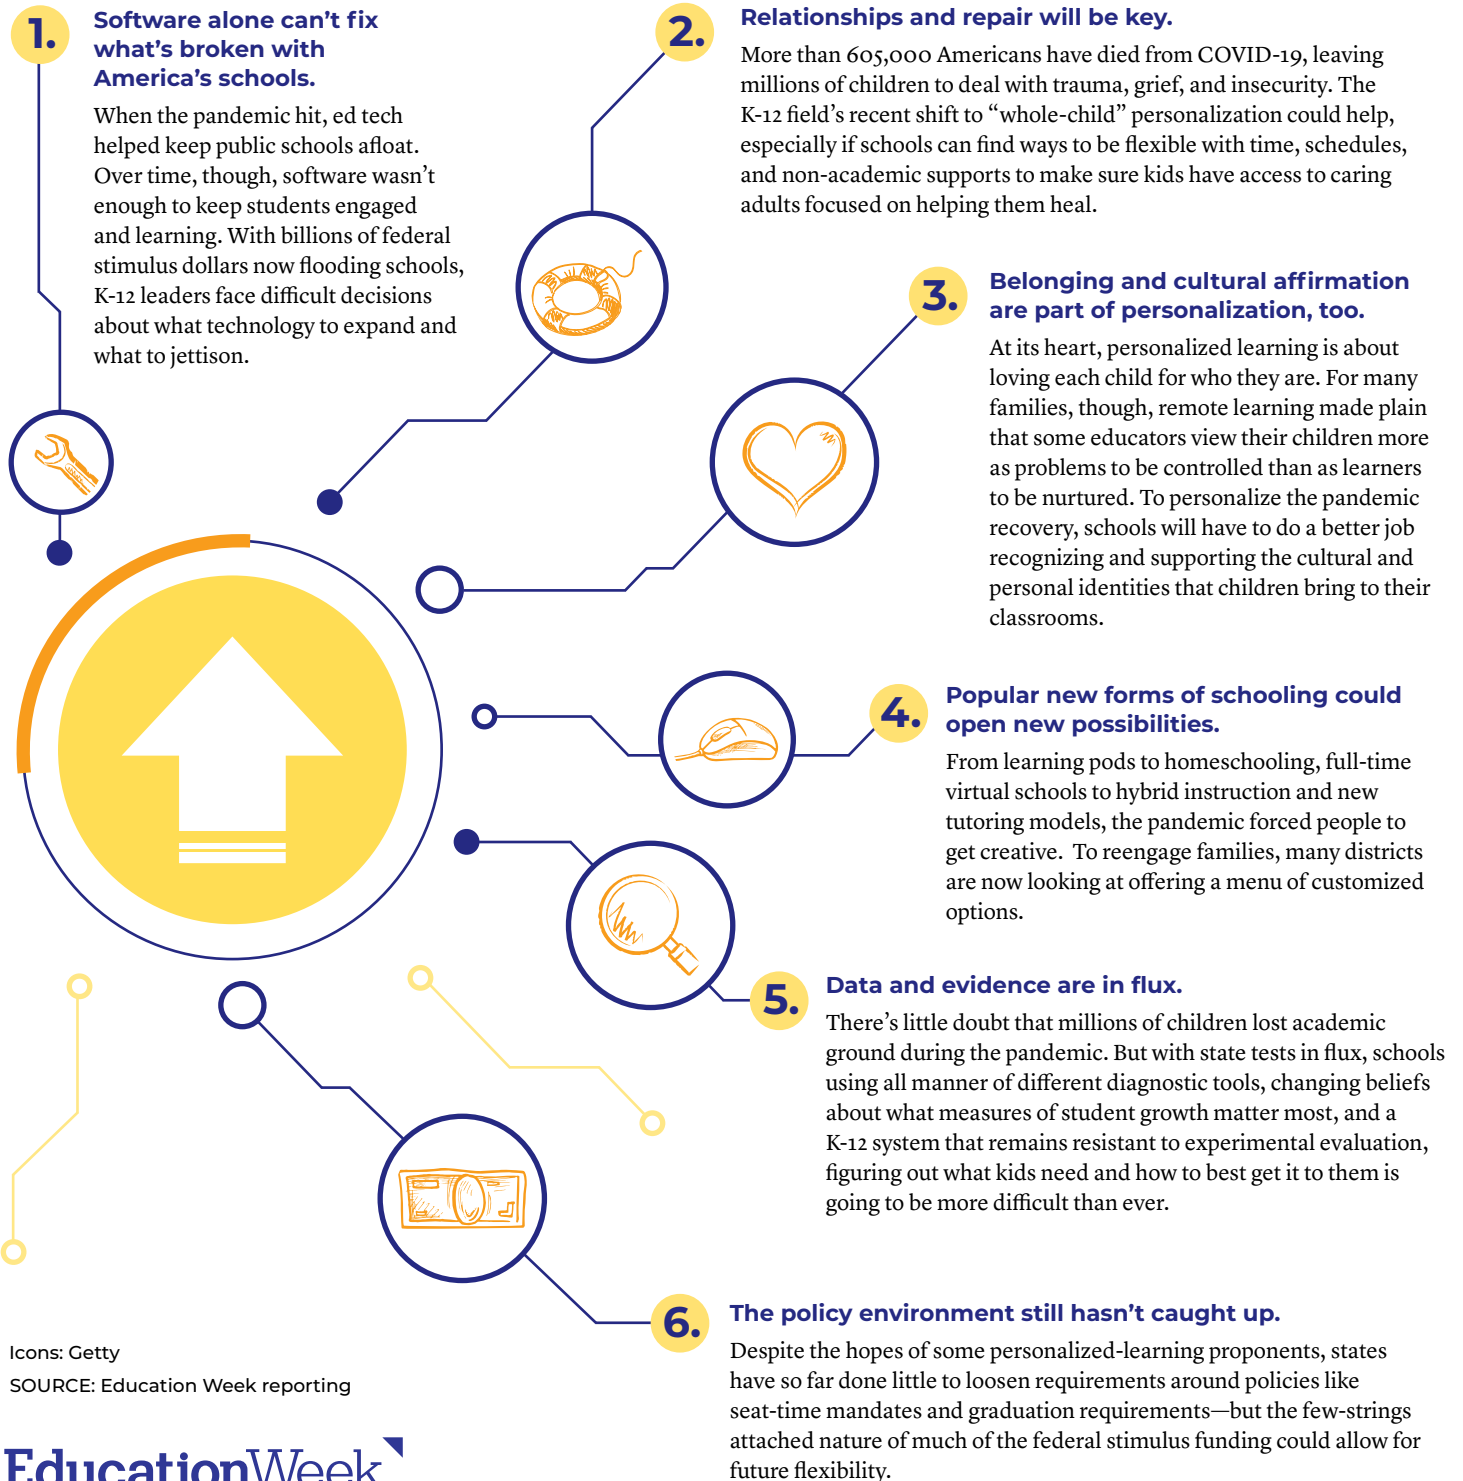 1.
Software alone can’t fix
what’s broken with
America’s schools.
When the pandemic hit, ed tech
helped keep public schools afloat.
Over time, though, software wasn’t
enough to keep students engaged
and learning. With billions of federal
stimulus dollars now flooding schools,
K-12 leaders face difficult decisions
about what technology to expand and
what to jettison.
2.
Relationships and repair will be key.
More than 605,000 Americans have died from COVID-19, leaving
millions of children to deal with trauma, grief, and insecurity. The
K-12 field’s recent shift to “whole-child” personalization could help,
especially if schools can find ways to be flexible with time, schedules,
and non-academic supports to make sure kids have access to caring
adults focused on helping them heal.
3.
Belonging and cultural affirmation
are part of personalization, too.
At its heart, personalized learning is about
loving each child for who they are. For many
families, though, remote learning made plain
that some educators view their children more
as problems to be controlled than as learners
to be nurtured. To personalize the pandemic
recovery, schools will have to do a better job
recognizing and supporting the cultural and
personal identities that children bring to their
classrooms.
4.
Popular new forms of schooling could
open new possibilities.
From learning pods to homeschooling, full-time
virtual schools to hybrid instruction and new
tutoring models, the pandemic forced people to
get creative.  To reengage families, many districts
are now looking at offering a menu of customized
options.
5.
Data and evidence are in flux.
There’s little doubt that millions of children lost academic
ground during the pandemic. But with state tests in flux, schools
using all manner of different diagnostic tools, changing beliefs
about what measures of student growth matter most, and a
K-12 system that remains resistant to experimental evaluation,
figuring out what kids need and how to best get it to them is
going to be more difficult than ever.
6.
The policy environment still hasn’t caught up.
Despite the hopes of some personalized-learning proponents, states
have so far done little to loosen requirements around policies like
seat-time mandates and graduation requirements—but the few-strings
attached nature of much of the federal stimulus funding could allow for
future flexibility.
Icons: Getty
SOURCE: Education Week reporting
EducationWeek